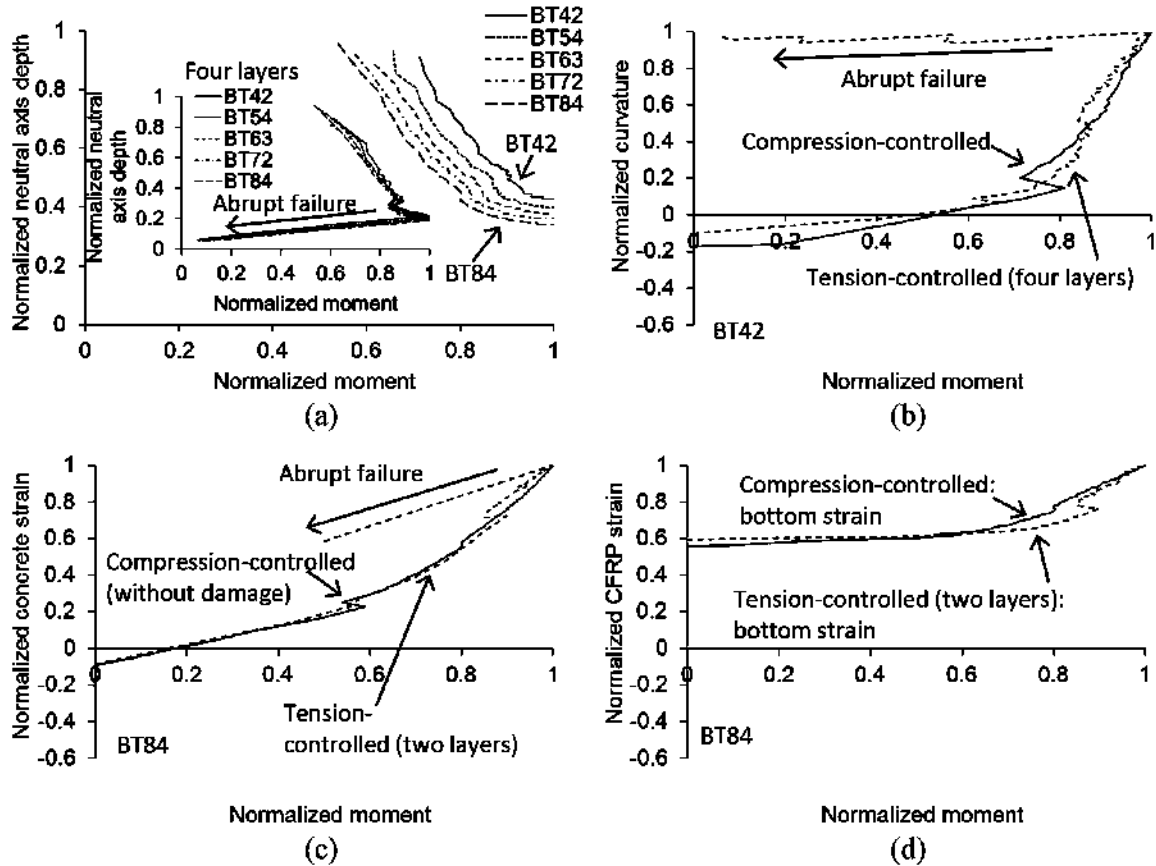 Normalized neutral axis depth
1
0.8
0.6
0.4
0.2
0
0
0.2
0.4
0.6
0.8
1
Normalized moment
BT42
BT54
BT63
BT72
BT84
BT42
BT84
Four layers
BT42
BT54
BT63
BT72
BT84
Abrupt failure
Normalized neutral
axis depth
1
0.8
0.6
0.4
0.2
0
0
0.2
0.4
0.6
0.8
1
Normalized moment
(a)
Normalized curvature
1
0.8
0.6
0.4
0.2
0
-0.2
-0.4
-0.6
0
0.2
0.4
0.6
0.8
1
Abrupt failure
Compression-controlled
Tension-controlled (four layers)
BT42
Normalized moment
(b)
Normalized concrete strain
1
0.8
0.6
0.4
0.2
0
-0.2
-0.4
-0.6
0
0.2
0.4
0.6
0.8
1
Abrupt failure
Compression-controlled
(without damage)
Tension-
controlled (two layers)
BT84
Normalized moment
(c)
Normalized CFRP strain
1
0.8
0.6
0.4
0.2
0
-0.2
-0.4
-0.6
0
0.2
0.4
0.6
0.8
1
Compression-controlled:
bottom strain
Tension-controlled (two layers):
bottom strain
BT84
Normalized moment
(d)